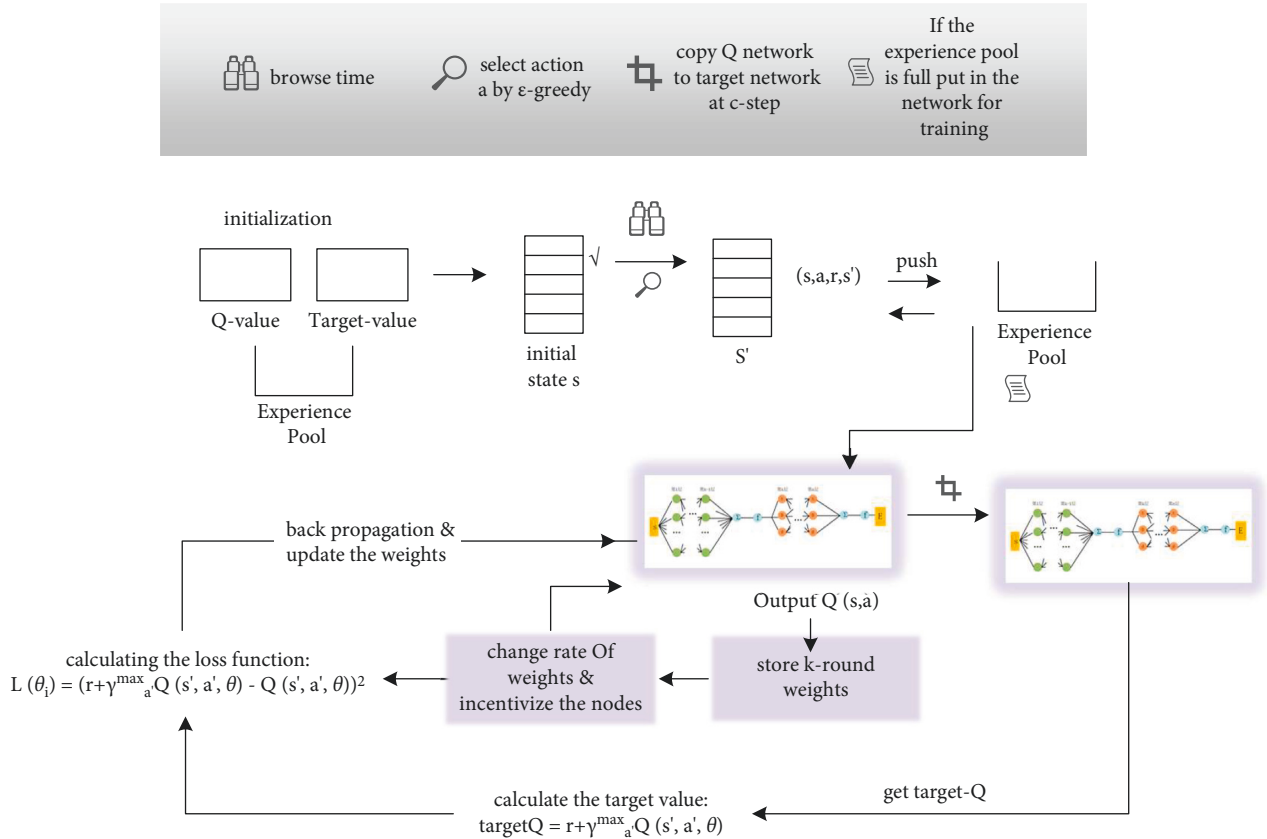 browse time
select action
a by ε-greedy
copy Q network
to target network
at c-step
If the
experience pool
is full put in the
network for
training
initialization
Q-value
Target-value
Experience
Pool
initial
state s
√
S'
(s,a,r,s')
push
Experience
Pool
back propagation &
update the weights
S
...
...
Σ
f
...
Σ
f
E
S
...
...
Σ
f
...
Σ
f
E
Output Q (s,a)
change rate Of
weights &
incentivize the nodes
store k-round
weights
calculating the loss function:
L (θi) = (r+γmax a'Q (s', a', θ) - Q (s', a', θ))²
get target-Q
calculate the target value:
targetQ = r+γmax a'Q (s', a', θ)